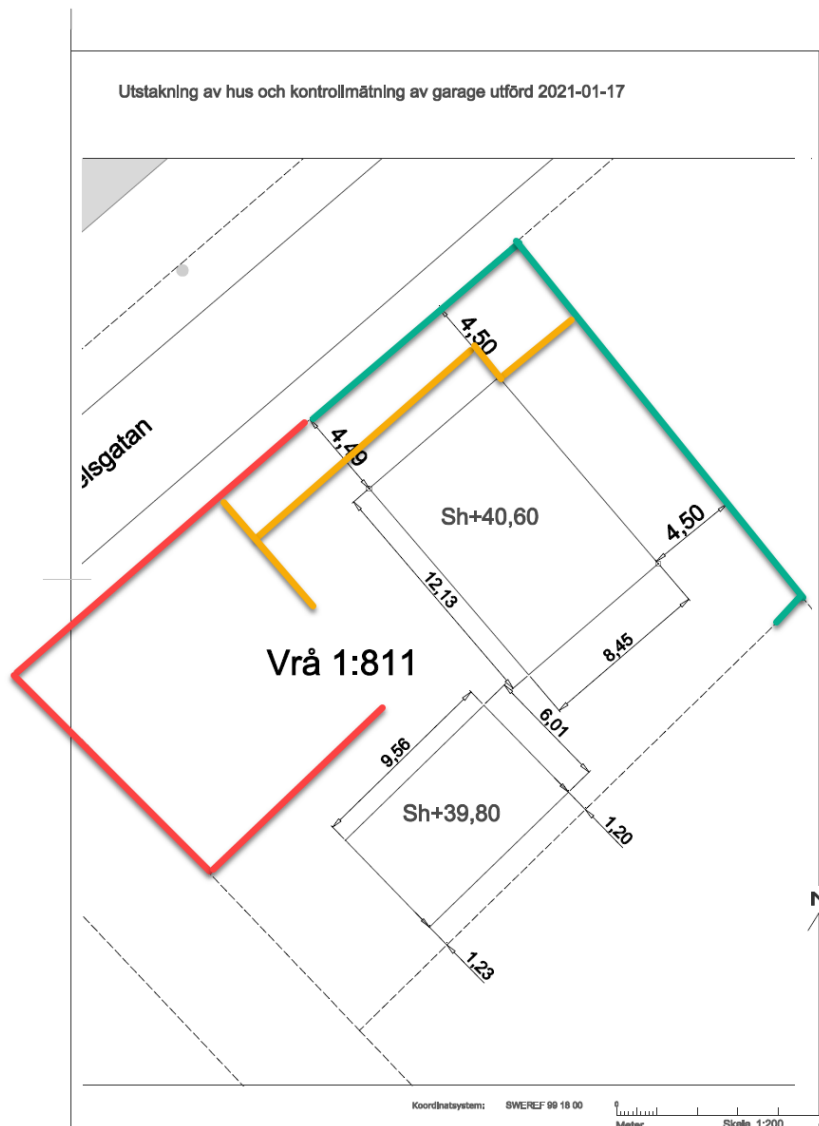 Utstakning av hus och kontrollmätning av garage utförd 2021-01-17
4,50
elsgatan
4,49
Sh+40,60
4,50
12,13
8,45
Vrå 1:811
6,01
9,56
Sh+39,80
1,20
1,23
Koordinatsystem: SWEREF 99 18 00
0
Meter Skala 1:200